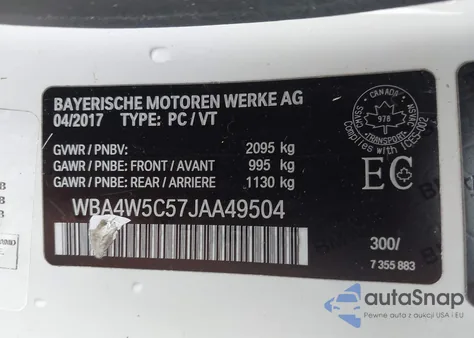 BAYERISCHE MOTOREN WERKE AG
04/2017 TYPE: PC/VT
GVWR / PNBV: 2095 kg
GAWR / PNBE: FRONT / AVANT 995 kg
GAWR / PNBE: REAR / ARRIERE 1130 kg
WBA4W5C57JAA49504
CANADA
978
TRANSPORT
Complies with ICES-002
EC
300/
7 355 883
B
B
autoSnap
Pewne auto z aukcji USA i EU